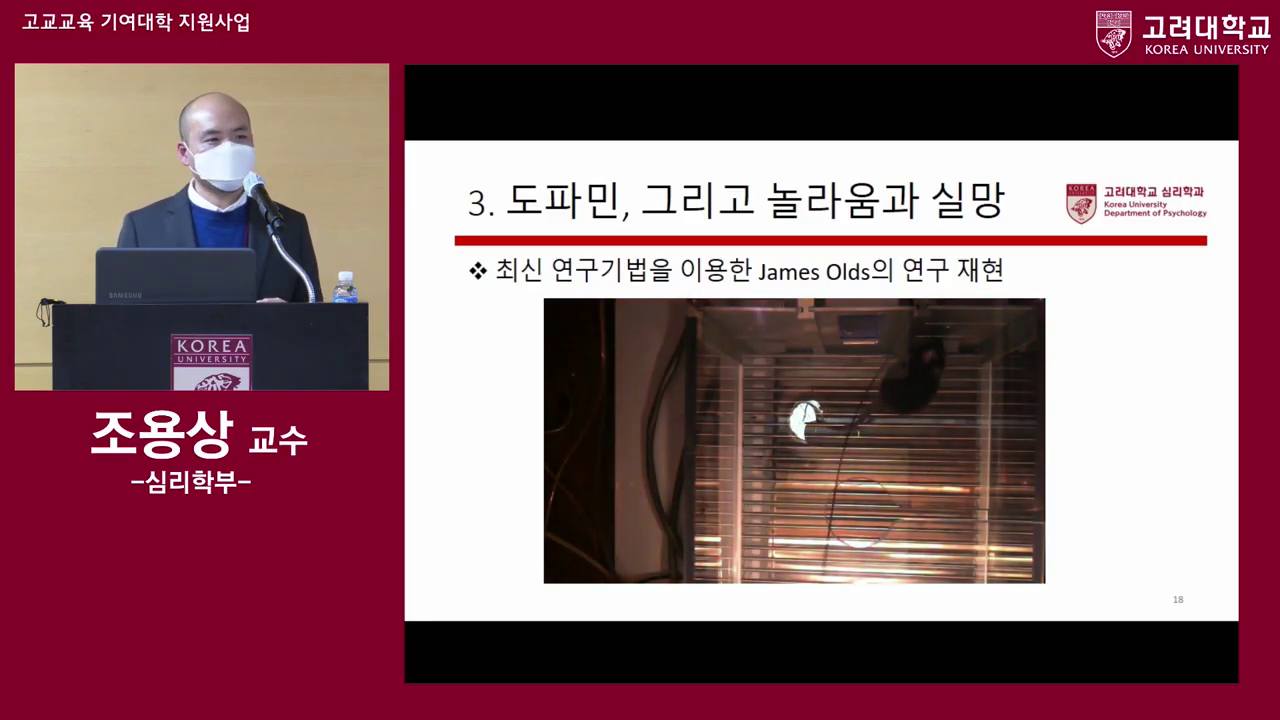 고교교육 기여대학 지원사업
고려대학교
KOREA UNIVERSITY
3. 도파민, 그리고 놀라움과 실망
KOREA
고려대학교 심리학과
Korea University
Department of Psychology
❖ 최신 연구기법을 이용한 James Olds의 연구 재현
SAMSUNG
KOREA
UNIVERSITY
조용상 교수
-심리학부-
18